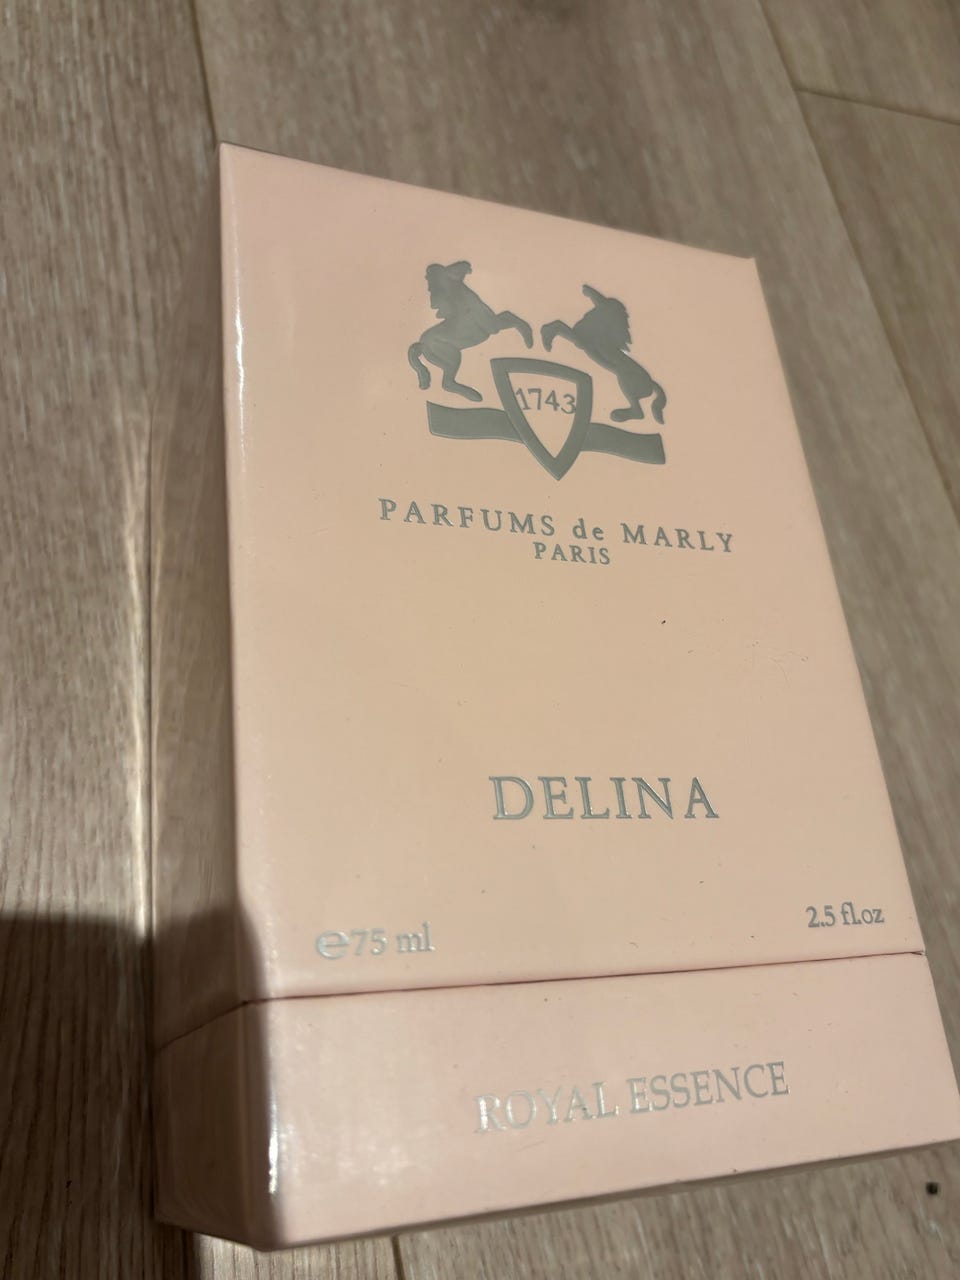 1743
PARFUMS de MARLY
PARIS
DELINA
℮75 ml
2.5 fl.oz
ROYAL ESSENCE